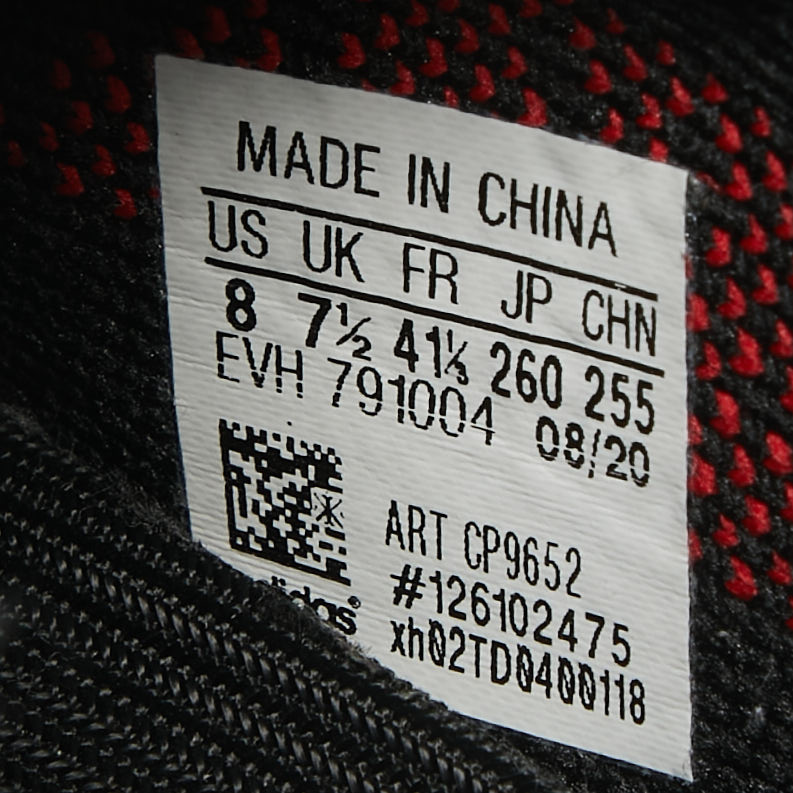 MADE IN CHINA
US UK FR JP CHN
8 7½ 41⅓ 260 255
EVH 791004 08/20
ART CP9652
#126102475
xh02TD0400118
adidas®